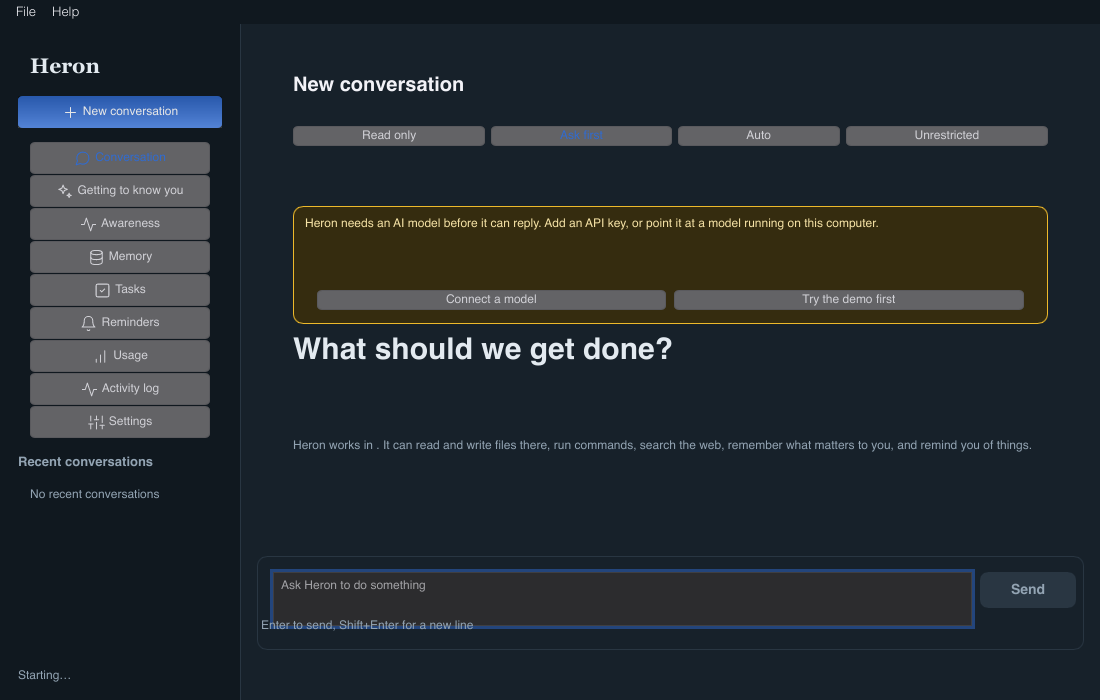 File Help
Heron
New conversation
Conversation
Getting to know you
Awareness
Memory
Tasks
Reminders
Usage
Activity log
Settings
Recent conversations
No recent conversations
Starting…
New conversation
Read only
Auto
Unrestricted
Heron needs an AI model before it can reply. Add an API key, or point it at a model running on this computer.
Connect a model
Try the demo first
What should we get done?
Heron works in . It can read and write files there, run commands, search the web, remember what matters to you, and remind you of things.
Ask Heron to do something
Send
Enter to send, Shift+Enter for a new line